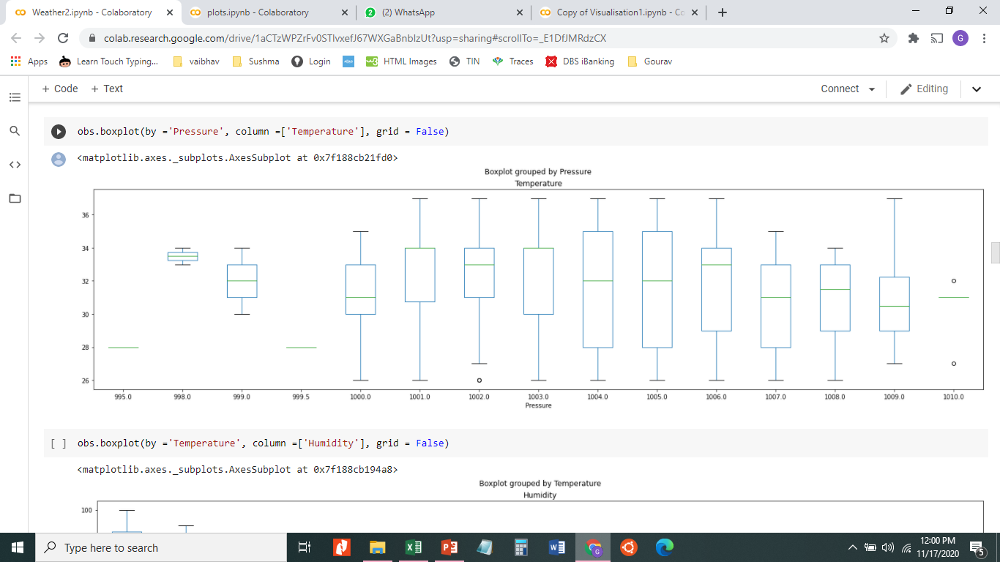 Weather2.ipynb - Colaboratory
plots.ipynb - Colaboratory
2
(2) WhatsApp
Copy of Visualisation1.ipynb - Co
colab.research.google.com/drive/1aCTzWPZrFv0STlvxefJ67WXGaBnbIzUt?usp=sharing#scrollTo=_E1DfJMRdzCX
G
Apps
Learn Touch Typing...
vaibhav
Sushma
Login
HTML Images
TIN
Traces
DBS iBanking
Gourav
+ Code + Text
Connect
Editing
obs.boxplot(by ='Pressure', column =['Temperature'], grid = False)
<matplotlib.axes._subplots.AxesSubplot at 0x7f188cb21fd0>
Boxplot grouped by Pressure
Temperature
36
34
32
30
28
26
995.0 998.0 999.0 999.5 1000.0 1001.0 1002.0 1003.0 1004.0 1005.0 1006.0 1007.0 1008.0 1009.0 1010.0
Pressure
[ ] obs.boxplot(by ='Temperature', column =['Humidity'], grid = False)
<matplotlib.axes._subplots.AxesSubplot at 0x7f188cb194a8>
Boxplot grouped by Temperature
Humidity
100
Type here to search
G
12:00 PM
11/17/2020
5